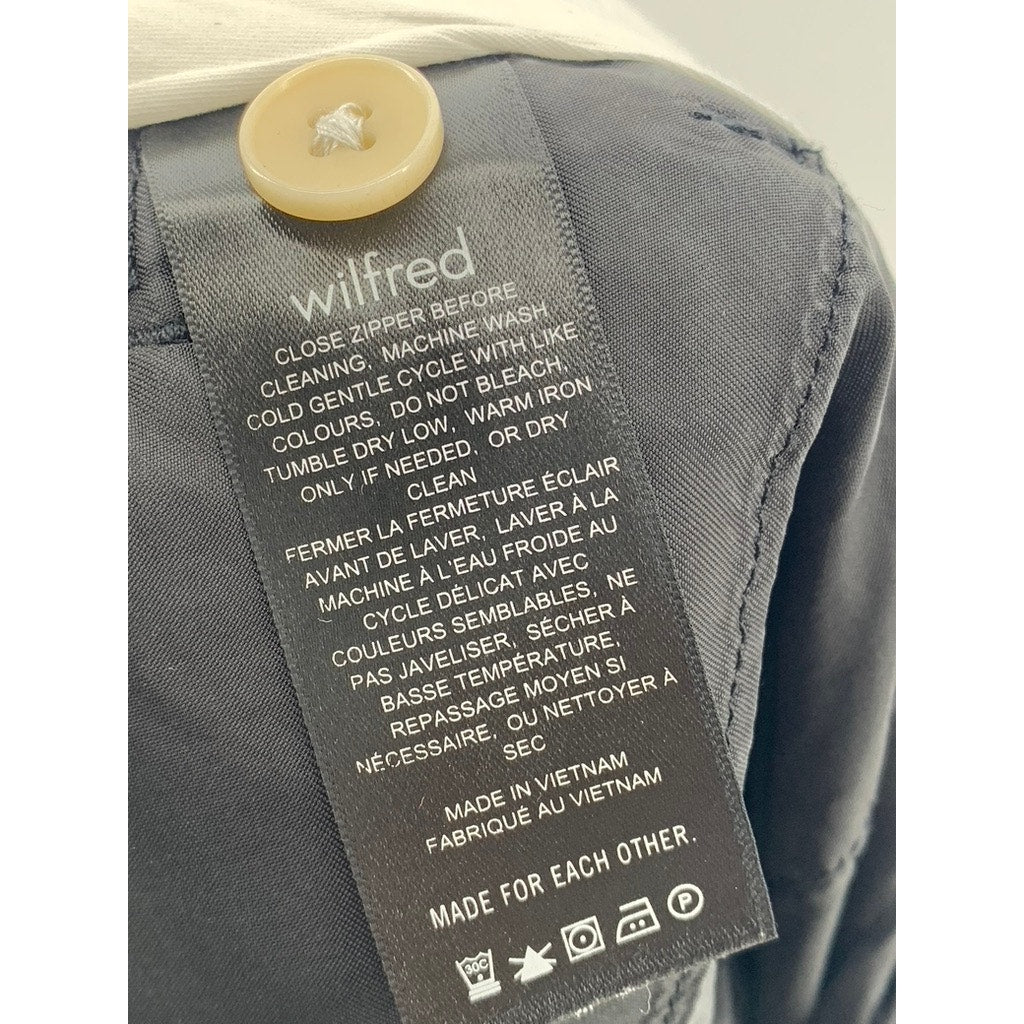 wilfred
CLOSE ZIPPER BEFORE
CLEANING, MACHINE WASH
COLD GENTLE CYCLE WITH LIKE
COLOURS, DO NOT BLEACH,
TUMBLE DRY LOW, WARM IRON
ONLY IF NEEDED, OR DRY
CLEAN
FERMER LA FERMETURE ÉCLAIR
AVANT DE LAVER, LAVER À LA
MACHINE À L'EAU FROIDE AU
CYCLE DÉLICAT AVEC
COULEURS SEMBLABLES, NE
PAS JAVELISER, SÉCHER À
BASSE TEMPÉRATURE,
REPASSAGE MOYEN SI
NÉCESSAIRE, OU NETTOYER À
SEC
MADE IN VIETNAM
FABRIQUÉ AU VIETNAM
MADE FOR EACH OTHER.
30C P